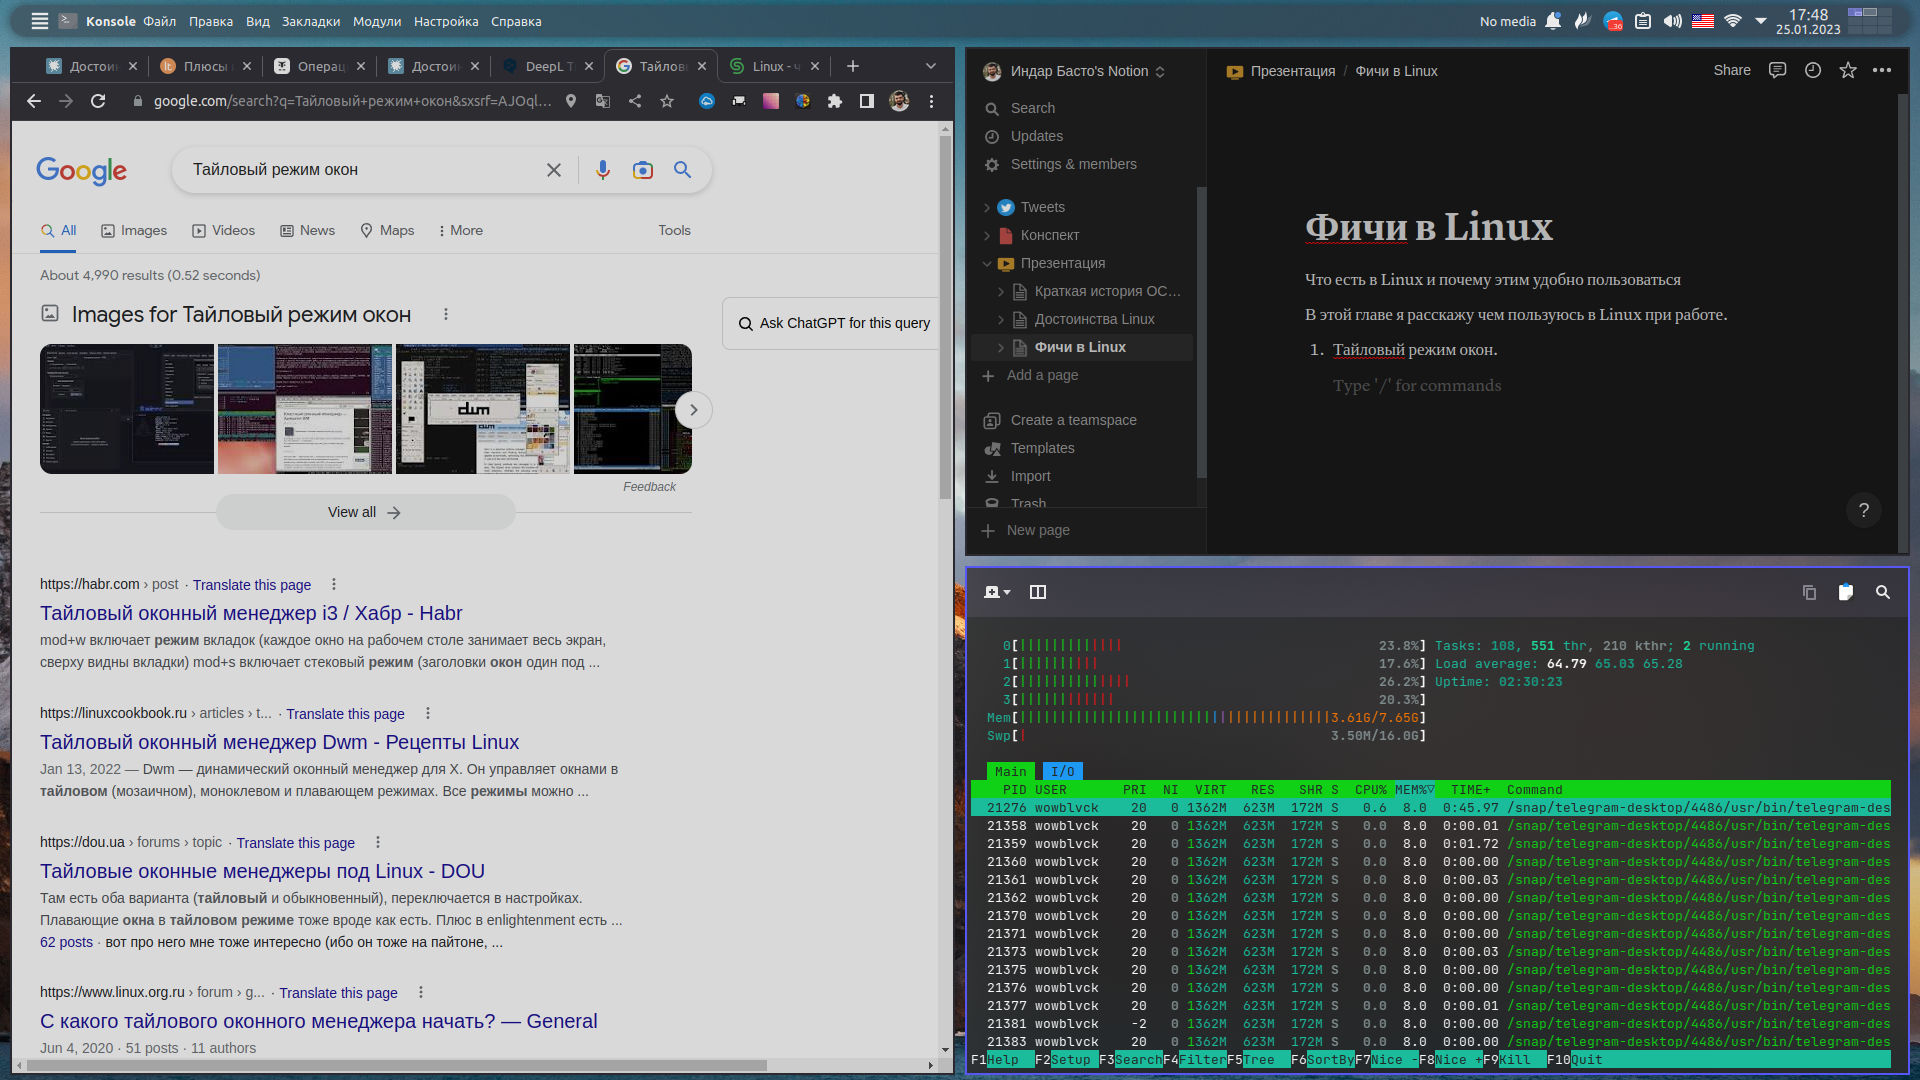 Konsole Файл Правка Вид Закладки Модули Настройка Справка
No media
17:48
25.01.2023
Достоин
Плюсы
Операц
Достоин
DeepL T
Тайлов
Linux - ч
google.com/search?q=Тайловый+режим+окон&sxsrf=AJOql...
Google
Тайловый режим окон
All Images Videos News Maps More Tools
About 4,990 results (0.52 seconds)
Images for Тайловый режим окон
Ask ChatGPT for this query
dwm
Feedback
View all
https://habr.com › post · Translate this page
Тайловый оконный менеджер i3 / Хабр - Habr
mod+w включает режим вкладок (каждое окно на рабочем столе занимает весь экран,
сверху видны вкладки) mod+s включает стековый режим (заголовки окон один под ...
https://linuxcookbook.ru › articles › t... · Translate this page
Тайловый оконный менеджер Dwm - Рецепты Linux
Jan 13, 2022 — Dwm — динамический оконный менеджер для X. Он управляет окнами в
тайловом (мозаичном), моноклевом и плавающем режимах. Все режимы можно ...
https://dou.ua › forums › topic · Translate this page
Тайловые оконные менеджеры под Linux - DOU
Там есть оба варианта (тайловый и обыкновенный), переключается в настройках.
Плавающие окна в тайловом режиме тоже вроде как есть. Плюс в enlightenment есть ...
62 posts · вот про него мне тоже интересно (ибо он тоже на пайтоне, ...
https://www.linux.org.ru › forum › g... · Translate this page
С какого тайлового оконного менеджера начать? — General
Jun 4, 2020 · 51 posts · 11 authors
Индар Басто's Notion
Search
Updates
Settings & members
Tweets
Конспект
Презентация
Краткая история ОС...
Достоинства Linux
Фичи в Linux
Add a page
Create a teamspace
Templates
Import
Trash
New page
Презентация / Фичи в Linux
Share
Фичи в Linux
Что есть в Linux и почему этим удобно пользоваться
В этой главе я расскажу чем пользуюсь в Linux при работе.
1. Тайловый режим окон.
Type '/' for commands
?
0[ 23.8%] Tasks: 108, 551 thr, 210 kthr; 2 running
1[ 17.6%] Load average: 64.79 65.03 65.28
2[ 26.2%] Uptime: 02:30:23
3[ 20.3%]
Mem[ 3.61G/7.65G]
Swp[ 3.50M/16.0G]
Main I/O
PID USER PRI NI VIRT RES SHR S CPU% MEM%▽ TIME+ Command
21276 wowblvck 20 0 1362M 623M 172M S 0.6 8.0 0:45.97 /snap/telegram-desktop/4486/usr/bin/telegram-des
21358 wowblvck 20 0 1362M 623M 172M S 0.0 8.0 0:00.01 /snap/telegram-desktop/4486/usr/bin/telegram-des
21359 wowblvck 20 0 1362M 623M 172M S 0.0 8.0 0:01.72 /snap/telegram-desktop/4486/usr/bin/telegram-des
21360 wowblvck 20 0 1362M 623M 172M S 0.0 8.0 0:00.00 /snap/telegram-desktop/4486/usr/bin/telegram-des
21361 wowblvck 20 0 1362M 623M 172M S 0.0 8.0 0:00.03 /snap/telegram-desktop/4486/usr/bin/telegram-des
21362 wowblvck 20 0 1362M 623M 172M S 0.0 8.0 0:00.00 /snap/telegram-desktop/4486/usr/bin/telegram-des
21370 wowblvck 20 0 1362M 623M 172M S 0.0 8.0 0:00.00 /snap/telegram-desktop/4486/usr/bin/telegram-des
21371 wowblvck 20 0 1362M 623M 172M S 0.0 8.0 0:00.00 /snap/telegram-desktop/4486/usr/bin/telegram-des
21373 wowblvck 20 0 1362M 623M 172M S 0.0 8.0 0:00.03 /snap/telegram-desktop/4486/usr/bin/telegram-des
21375 wowblvck 20 0 1362M 623M 172M S 0.0 8.0 0:00.00 /snap/telegram-desktop/4486/usr/bin/telegram-des
21376 wowblvck 20 0 1362M 623M 172M S 0.0 8.0 0:00.00 /snap/telegram-desktop/4486/usr/bin/telegram-des
21377 wowblvck 20 0 1362M 623M 172M S 0.0 8.0 0:00.01 /snap/telegram-desktop/4486/usr/bin/telegram-des
21381 wowblvck -2 0 1362M 623M 172M S 0.0 8.0 0:00.00 /snap/telegram-desktop/4486/usr/bin/telegram-des
21383 wowblvck 20 0 1362M 623M 172M S 0.0 8.0 0:00.00 /snap/telegram-desktop/4486/usr/bin/telegram-des
F1Help F2Setup F3SearchF4FilterF5Tree F6SortByF7Nice -F8Nice +F9Kill F10Quit